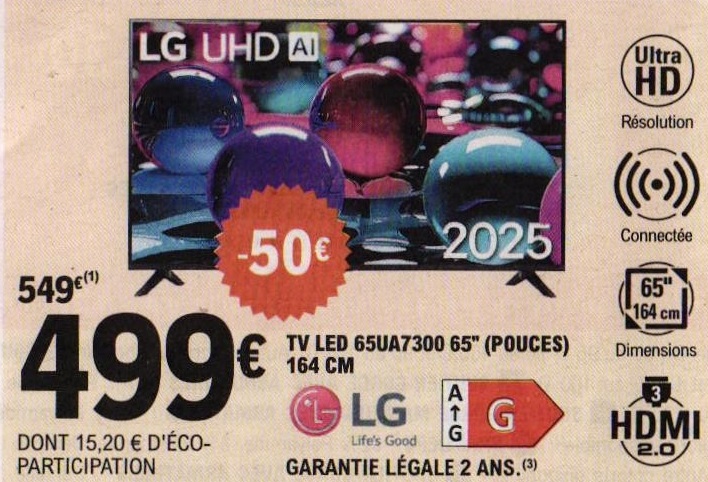 LG UHD AI
2025
-50€
549€(1)
499€
DONT 15,20 € D'ÉCO-
PARTICIPATION
TV LED 65UA7300 65" (POUCES)
164 CM
LG
Life's Good
A
↑
G
G
GARANTIE LÉGALE 2 ANS.(3)
Ultra
HD
Résolution
Connectée
65"
164 cm
Dimensions
3
HDMI
2.0